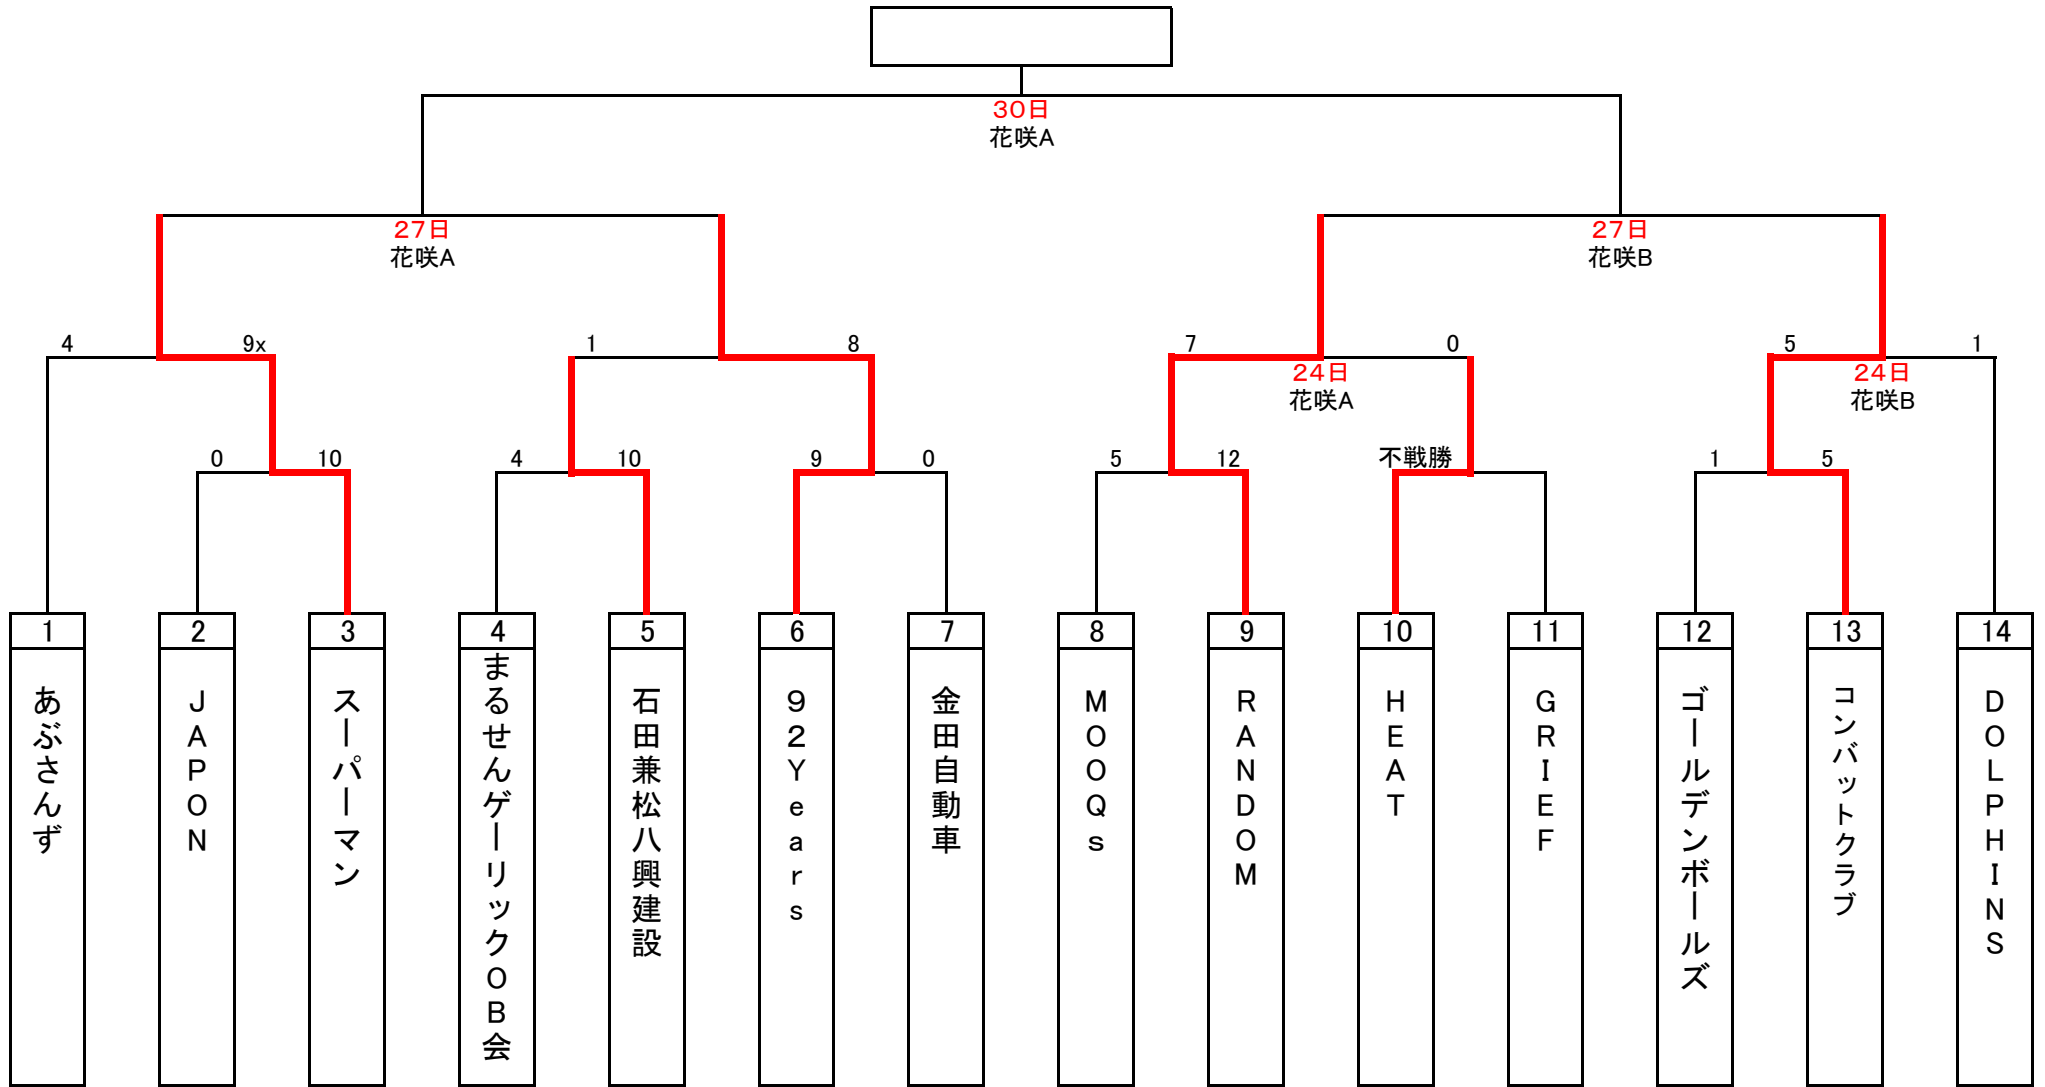 30日
花咲A
27日
花咲A
27日
花咲B
4
9x
1
8
7
0
5
1
24日
花咲A
24日
花咲B
0
10
4
10
9
0
5
12
不戦勝
1
5
1
2
3
4
5
6
7
8
9
10
11
12
13
14
あぶさんず
JAPON
スーパーマン
まるせんゲーリックOB会
石田兼松八興建設
92Years
金田自動車
MOOQs
RANDOM
HEAT
GRIEF
ゴールデンボールズ
コンバットクラブ
DOLPHINS